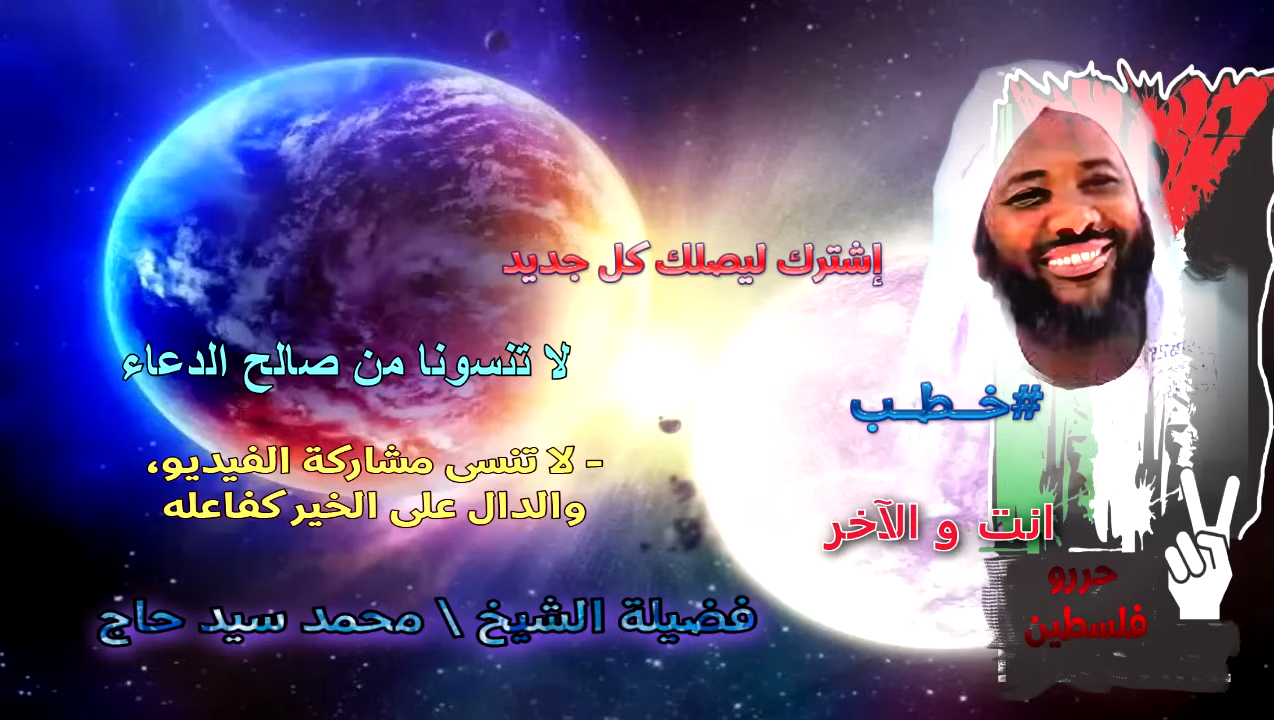 إشترك ليصلك كل جديد
لا تنسونا من صالح الدعاء
#خـــطـــب
- لا تنسى مشاركة الفيديو،
والدال على الخير كفاعله
انت و الآخر
حررو
فلسطين
فضيلة الشيخ \ محمد سيد حاج